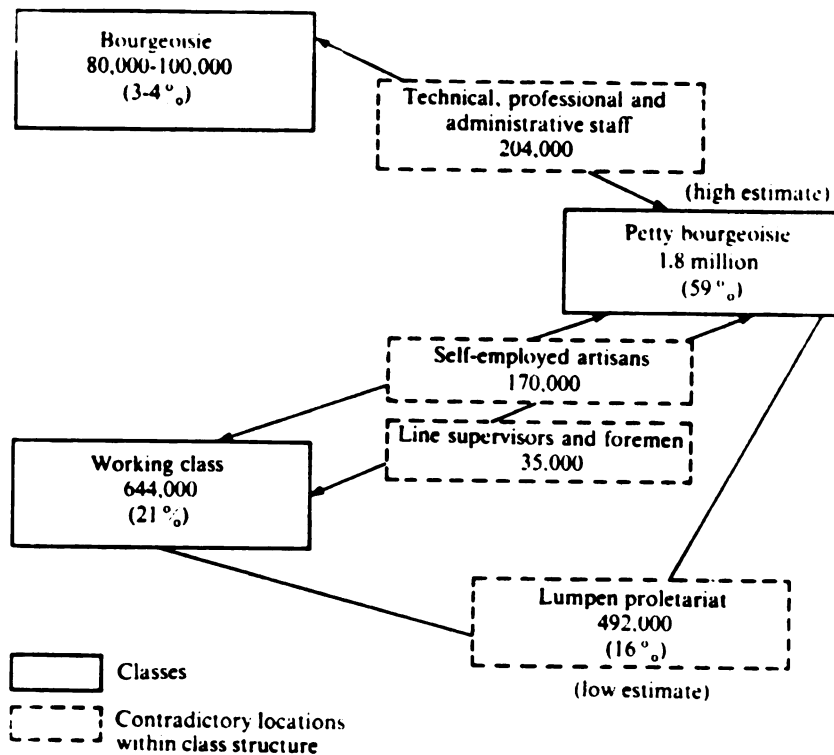 Bourgeoisie
80,000-100,000
(3-4%)
Technical, professional and
administrative staff
204,000
(high estimate)
Petty bourgeoisie
1.8 million
(59%)
Self-employed artisans
170,000
Line supervisors and foremen
35,000
Working class
644,000
(21%)
Lumpen proletariat
492,000
(16%)
(low estimate)
Classes
Contradictory locations
within class structure